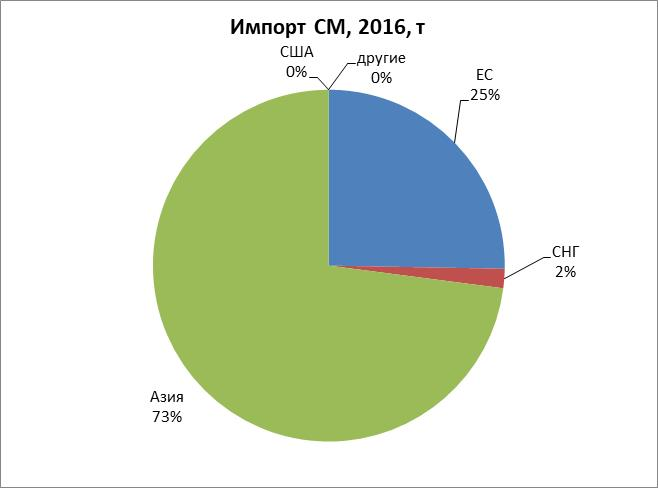 Импорт СМ, 2016, т
США
0%
другие
0%
ЕС
25%
СНГ
2%
Азия
73%